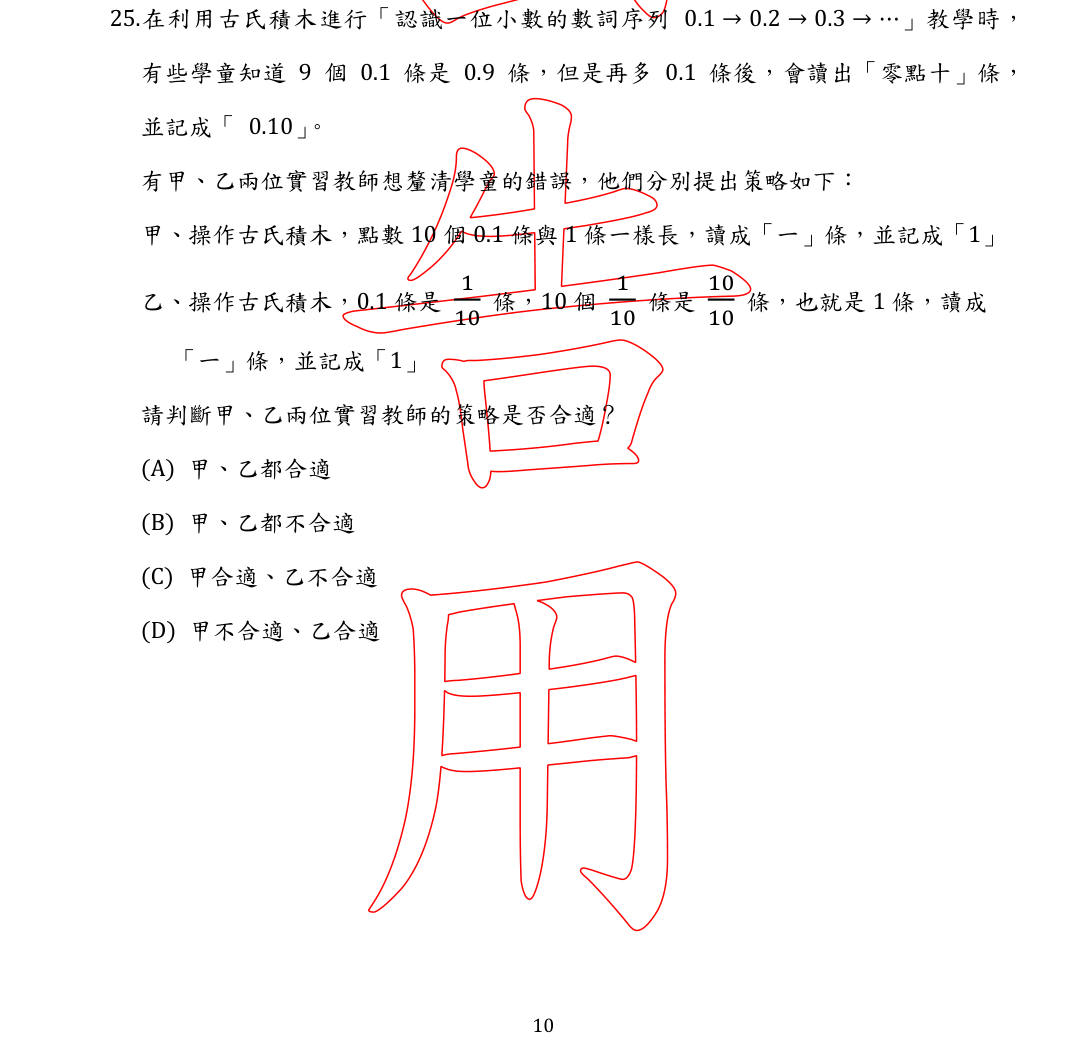 25.在利用古氏積木進行「認識一位小數的數詞序列 0.1 → 0.2 → 0.3 → ⋯」教學時，
有些學童知道 9 個 0.1 條是 0.9 條，但是再多 0.1 條後，會讀出「零點十」條，
並記成「 0.10」。
有甲、乙兩位實習教師想釐清學童的錯誤，他們分別提出策略如下：
甲、操作古氏積木，點數 10 個 0.1 條與 1 條一樣長，讀成「一」條，並記成「1」
乙、操作古氏積木，0.1 條是 1/10 條，10 個 1/10 條是 10/10 條，也就是 1 條，讀成
「一」條，並記成「1」
請判斷甲、乙兩位實習教師的策略是否合適？
(A) 甲、乙都合適
(B) 甲、乙都不合適
(C) 甲合適、乙不合適
(D) 甲不合適、乙合適
告
用
10